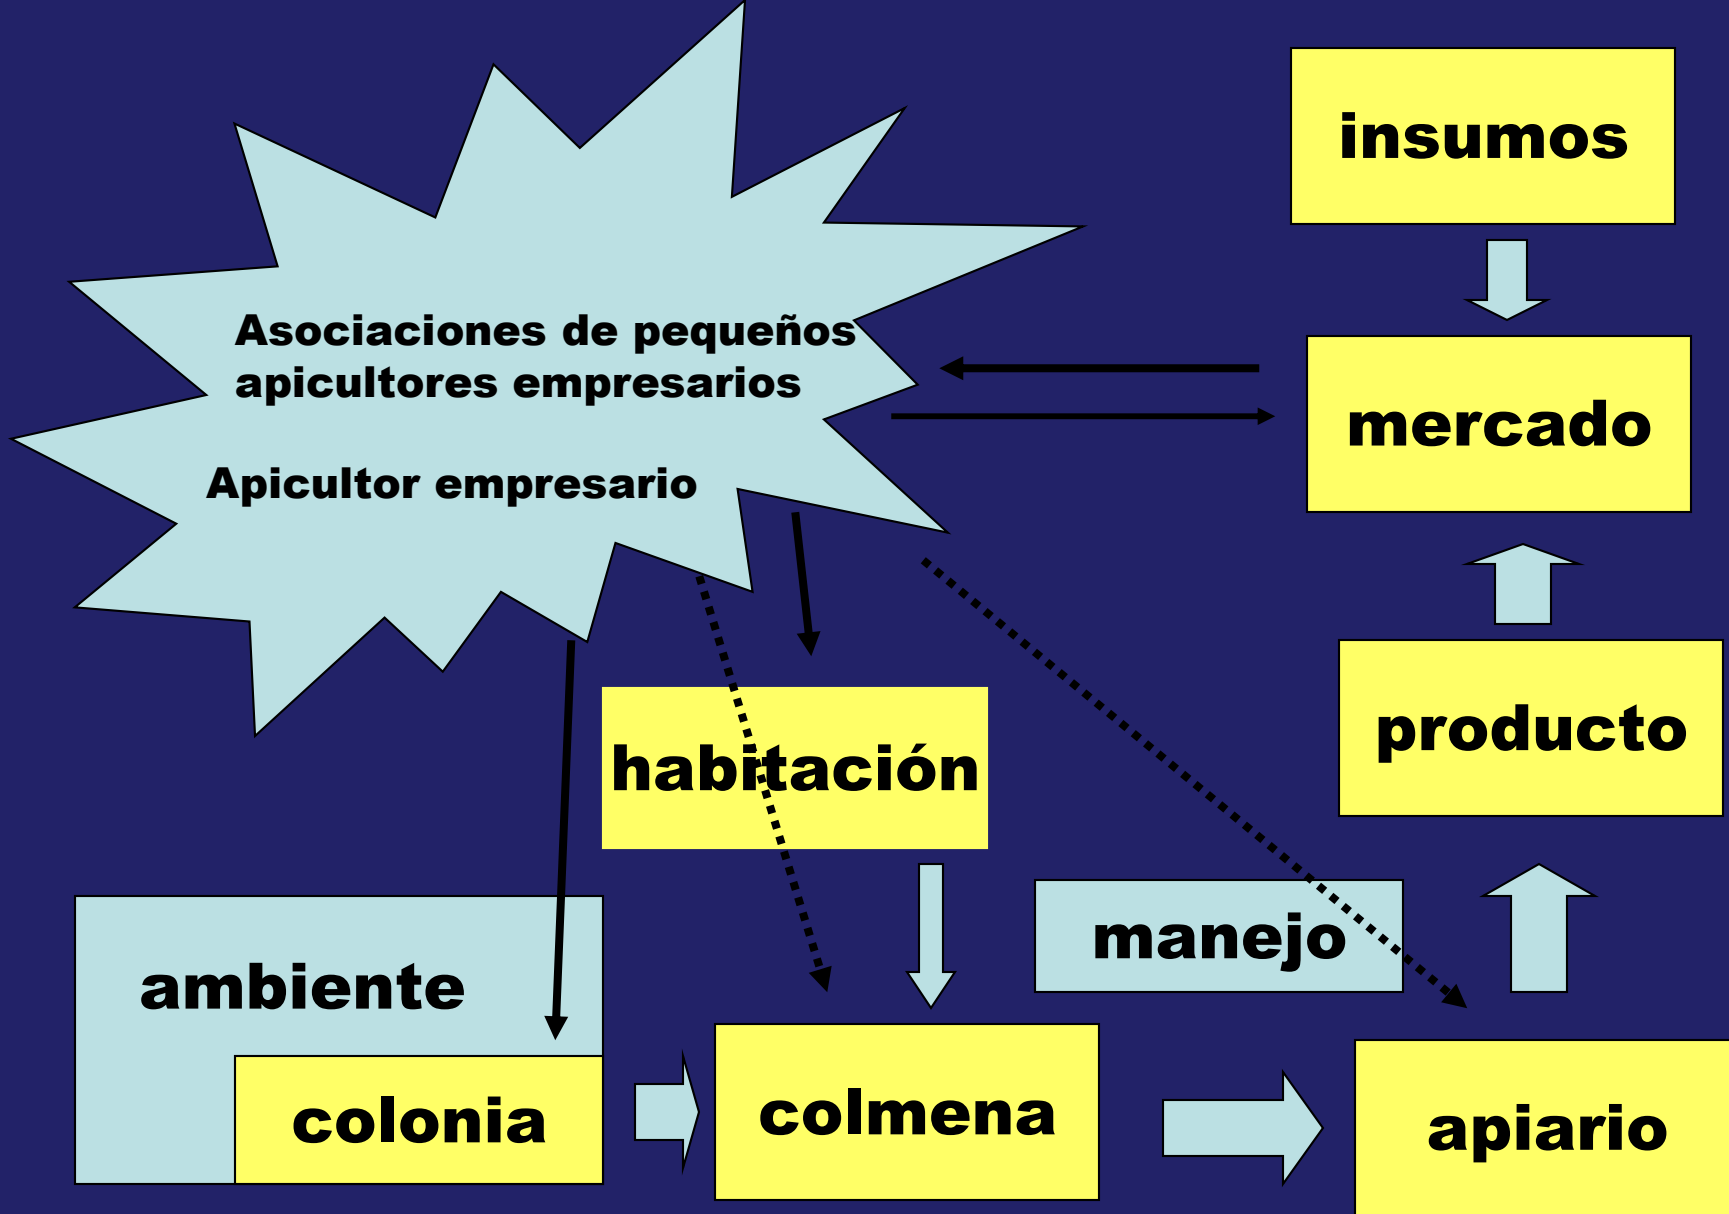 insumos
Asociaciones de pequeños
apicultores empresarios
mercado
Apicultor empresario
producto
habitación
manejo
ambiente
colonia
colmena
apiario